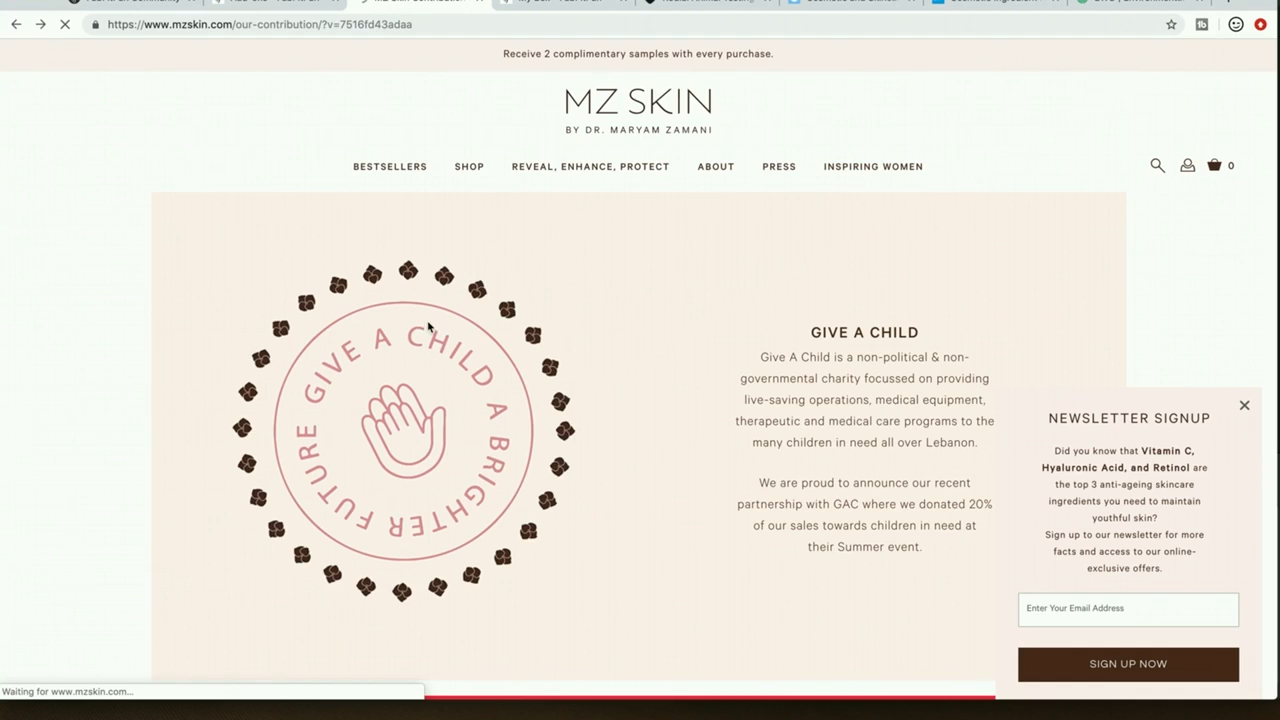 https://www.mzskin.com/our-contribution/?v=7516fd43adaa
Receive 2 complimentary samples with every purchase.
MZ SKIN
BY DR. MARYAM ZAMANI
BESTSELLERS SHOP REVEAL, ENHANCE, PROTECT ABOUT PRESS INSPIRING WOMEN 0
GIVE A CHILD A BRIGHTER FUTURE
GIVE A CHILD
Give A Child is a non-political & non-
governmental charity focussed on providing
live-saving operations, medical equipment,
therapeutic and medical care programs to the
many children in need all over Lebanon.
We are proud to announce our recent
partnership with GAC where we donated 20%
of our sales towards children in need at
their Summer event.
NEWSLETTER SIGNUP
Did you know that Vitamin C,
Hyaluronic Acid, and Retinol are
the top 3 anti-ageing skincare
ingredients you need to maintain
youthful skin?
Sign up to our newsletter for more
facts and access to our online-
exclusive offers.
Enter Your Email Address
SIGN UP NOW
Waiting for www.mzskin.com...